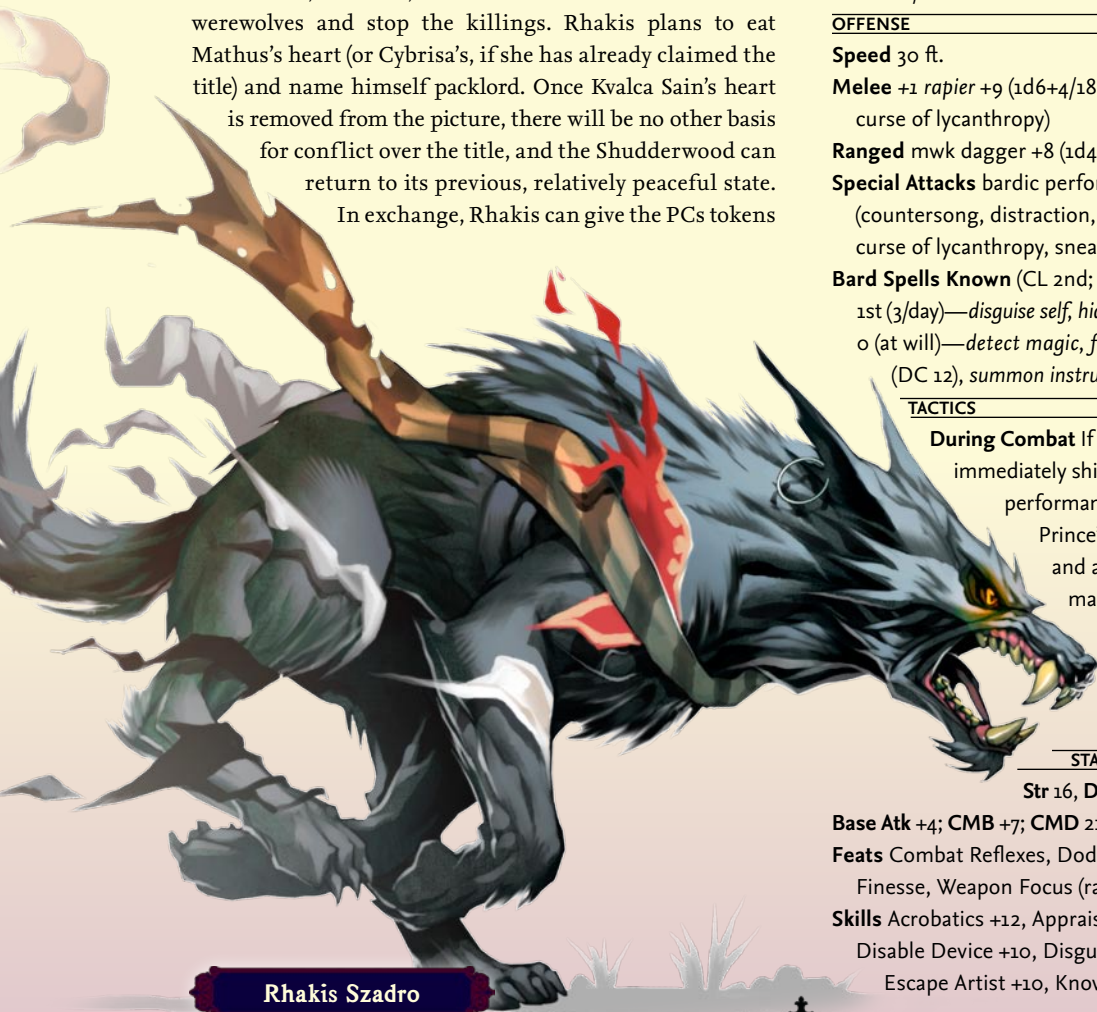 werewolves and stop the killings. Rhakis plans to eat
Mathus's heart (or Cybrisa's, if she has already claimed the
title) and name himself packlord. Once Kvalca Sain's heart
is removed from the picture, there will be no other basis
for conflict over the title, and the Shudderwood can
return to its previous, relatively peaceful state.
In exchange, Rhakis can give the PCs tokens
Rhakis Szadro
OFFENSE
Speed 30 ft.
Melee +1 rapier +9 (1d6+4/18
curse of lycanthropy)
Ranged mwk dagger +8 (1d4
Special Attacks bardic perfor
(countersong, distraction,
curse of lycanthropy, snea
Bard Spells Known (CL 2nd;
1st (3/day)—disguise self, hid
0 (at will)—detect magic, f
(DC 12), summon instru
TACTICS
During Combat If
immediately shi
performan
Prince
and a
ma
STA
Str 16, D
Base Atk +4; CMB +7; CMD 2
Feats Combat Reflexes, Dod
Finesse, Weapon Focus (ra
Skills Acrobatics +12, Apprais
Disable Device +10, Disgu
Escape Artist +10, Know